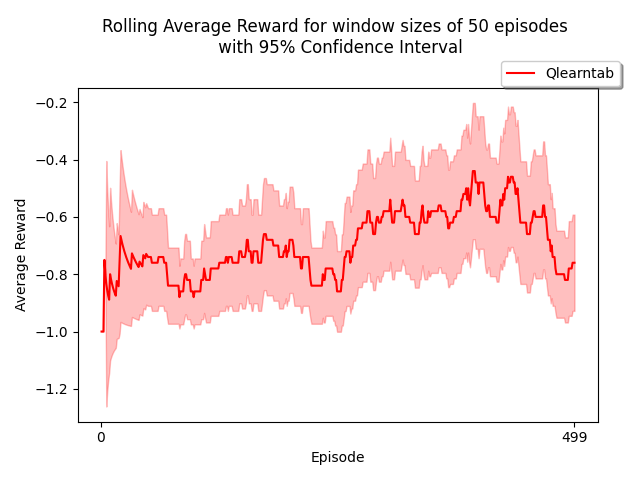 Rolling Average Reward for window sizes of 50 episodes
with 95% Confidence Interval
Qlearntab
−0.2
−0.4
−0.6
−0.8
−1.0
−1.2
Average Reward
0
499
Episode